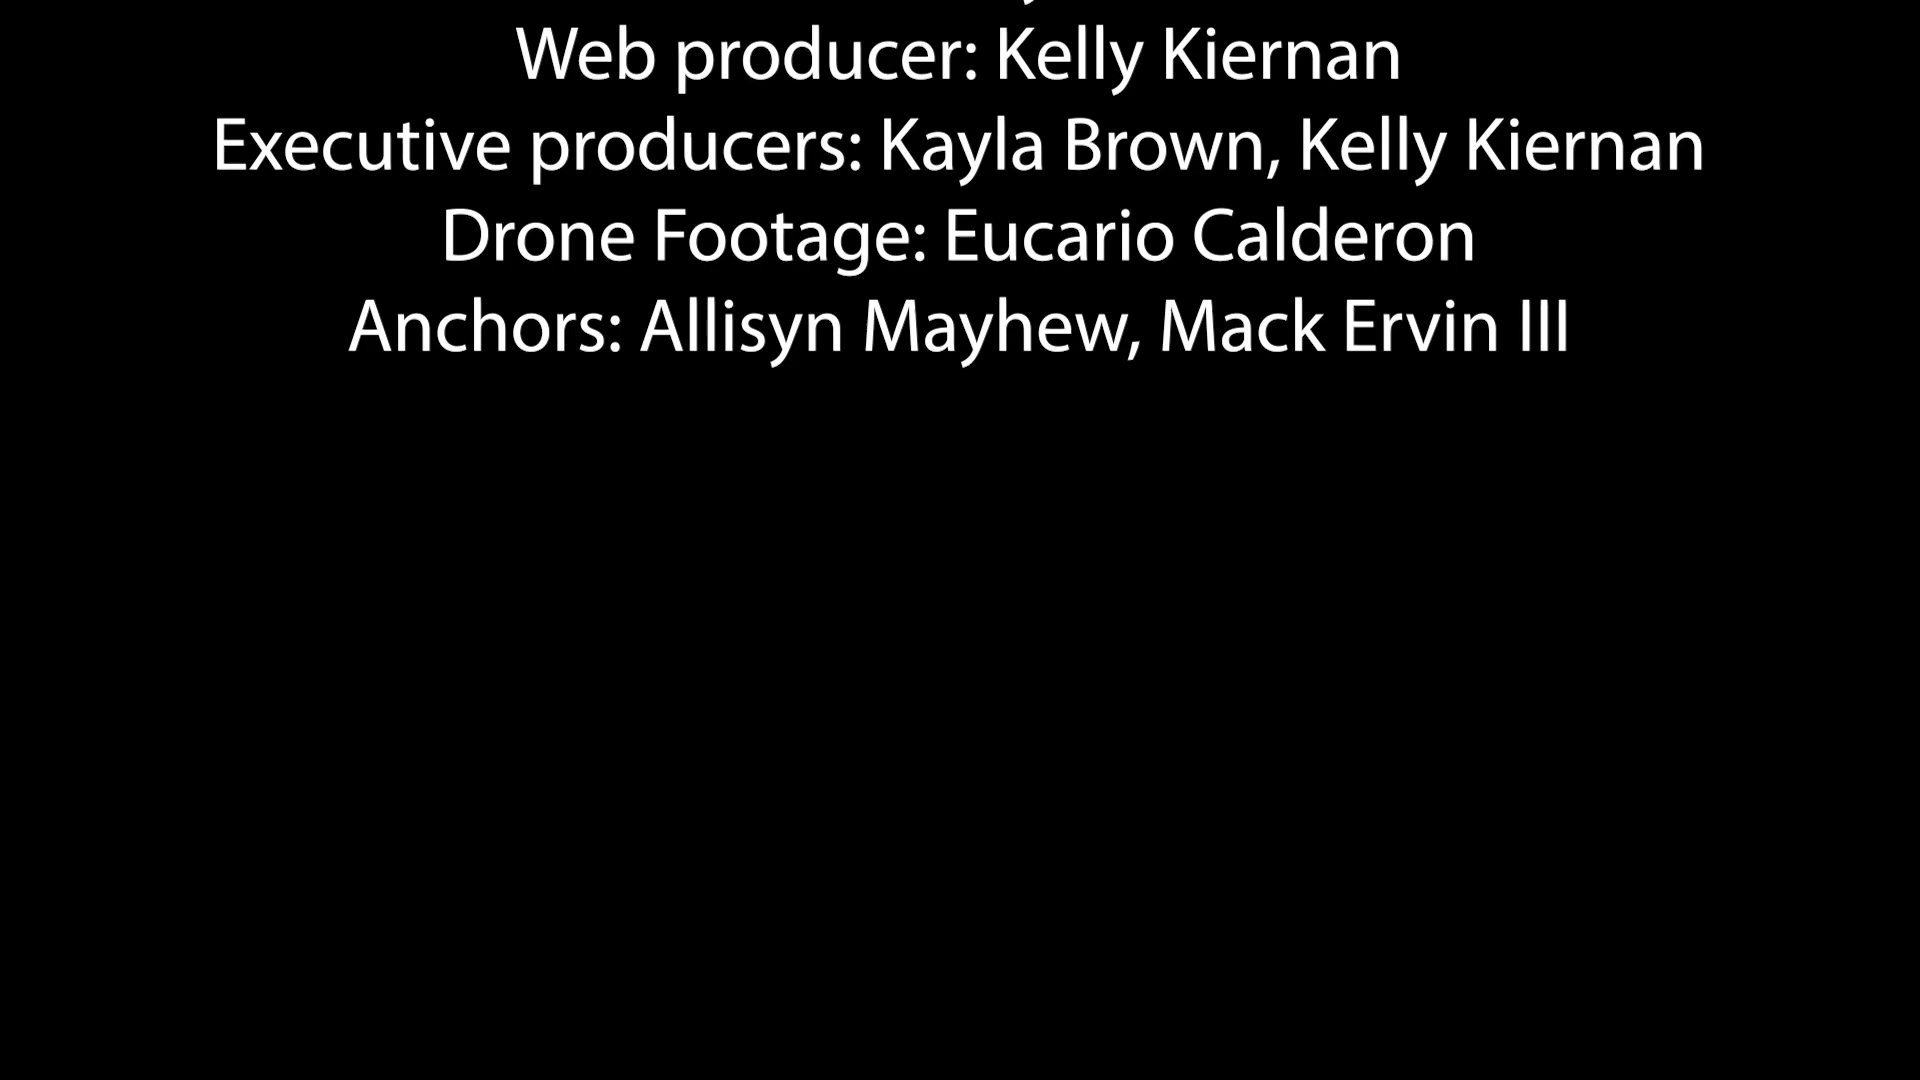 Web producer: Kelly Kiernan
Executive producers: Kayla Brown, Kelly Kiernan
Drone Footage: Eucario Calderon
Anchors: Allisyn Mayhew, Mack Ervin III